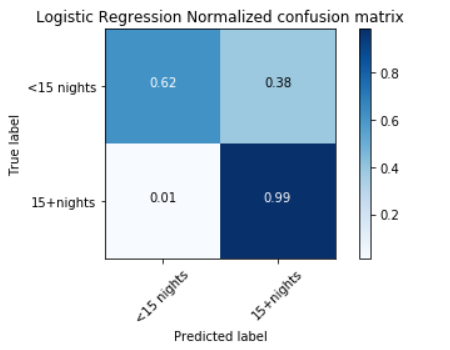 Logistic Regression Normalized confusion matrix
<15 nights
0.62
0.38
0.8
0.6
True label
0.4
15+nights
0.01
0.99
0.2
<15 nights
15+nights
Predicted label